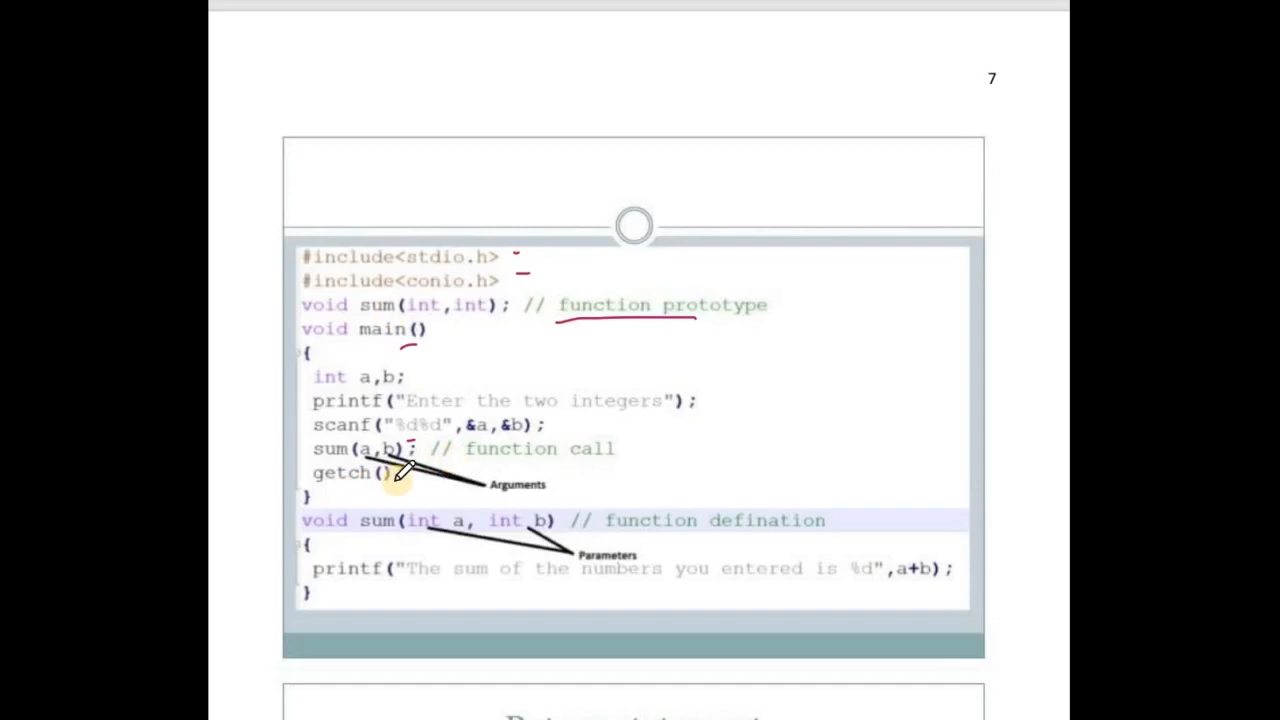 7
#include<stdio.h>
#include<conio.h>
void sum(int,int); // function prototype
void main()
{
int a,b;
printf("Enter the two integers");
scanf("%d%d",&a,&b);
sum(a,b); // function call
getch()
Arguments
}
void sum(int a, int b) // function defination
{
Parameters
printf("The sum of the numbers you entered is %d",a+b);
}